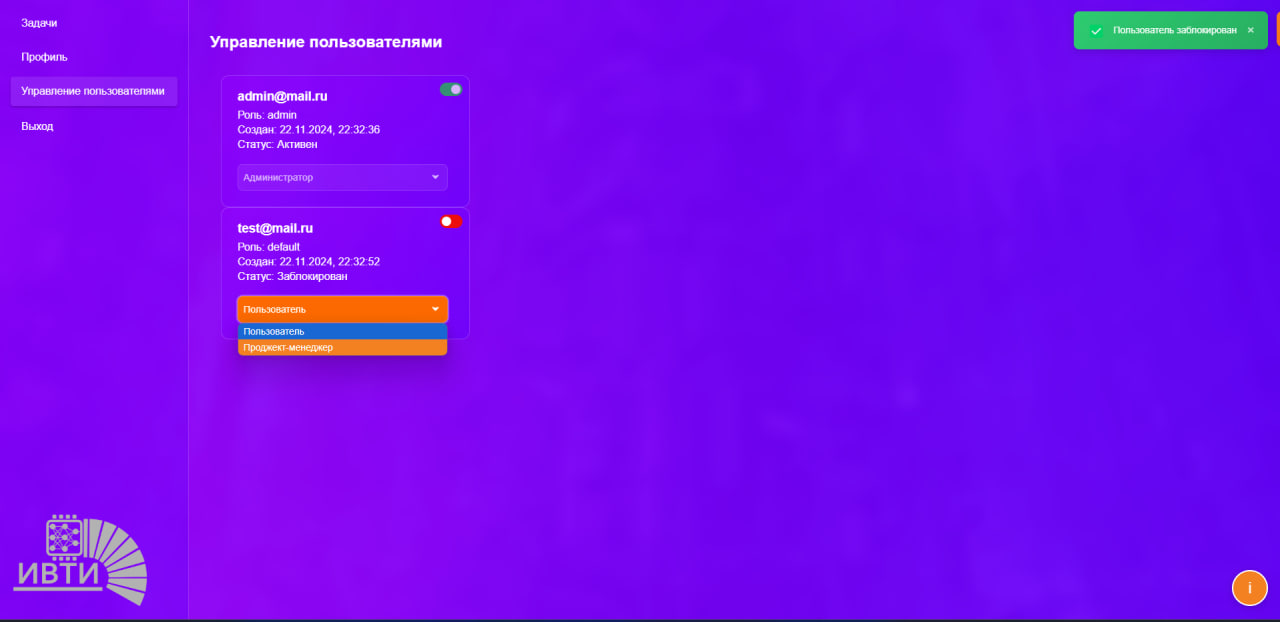 Задачи
Профиль
Управление пользователями
Выход
ИВТИ
Управление пользователями
admin@mail.ru
Роль: admin
Создан: 22.11.2024, 22:32:36
Статус: Активен
Администратор
test@mail.ru
Роль: default
Создан: 22.11.2024, 22:32:52
Статус: Заблокирован
Пользователь
Пользователь
Проджект-менеджер
Пользователь заблокирован ×
i